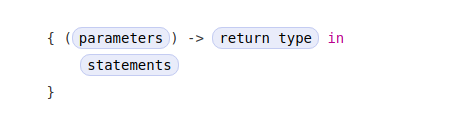 { (parameters) -> return type in
statements
}